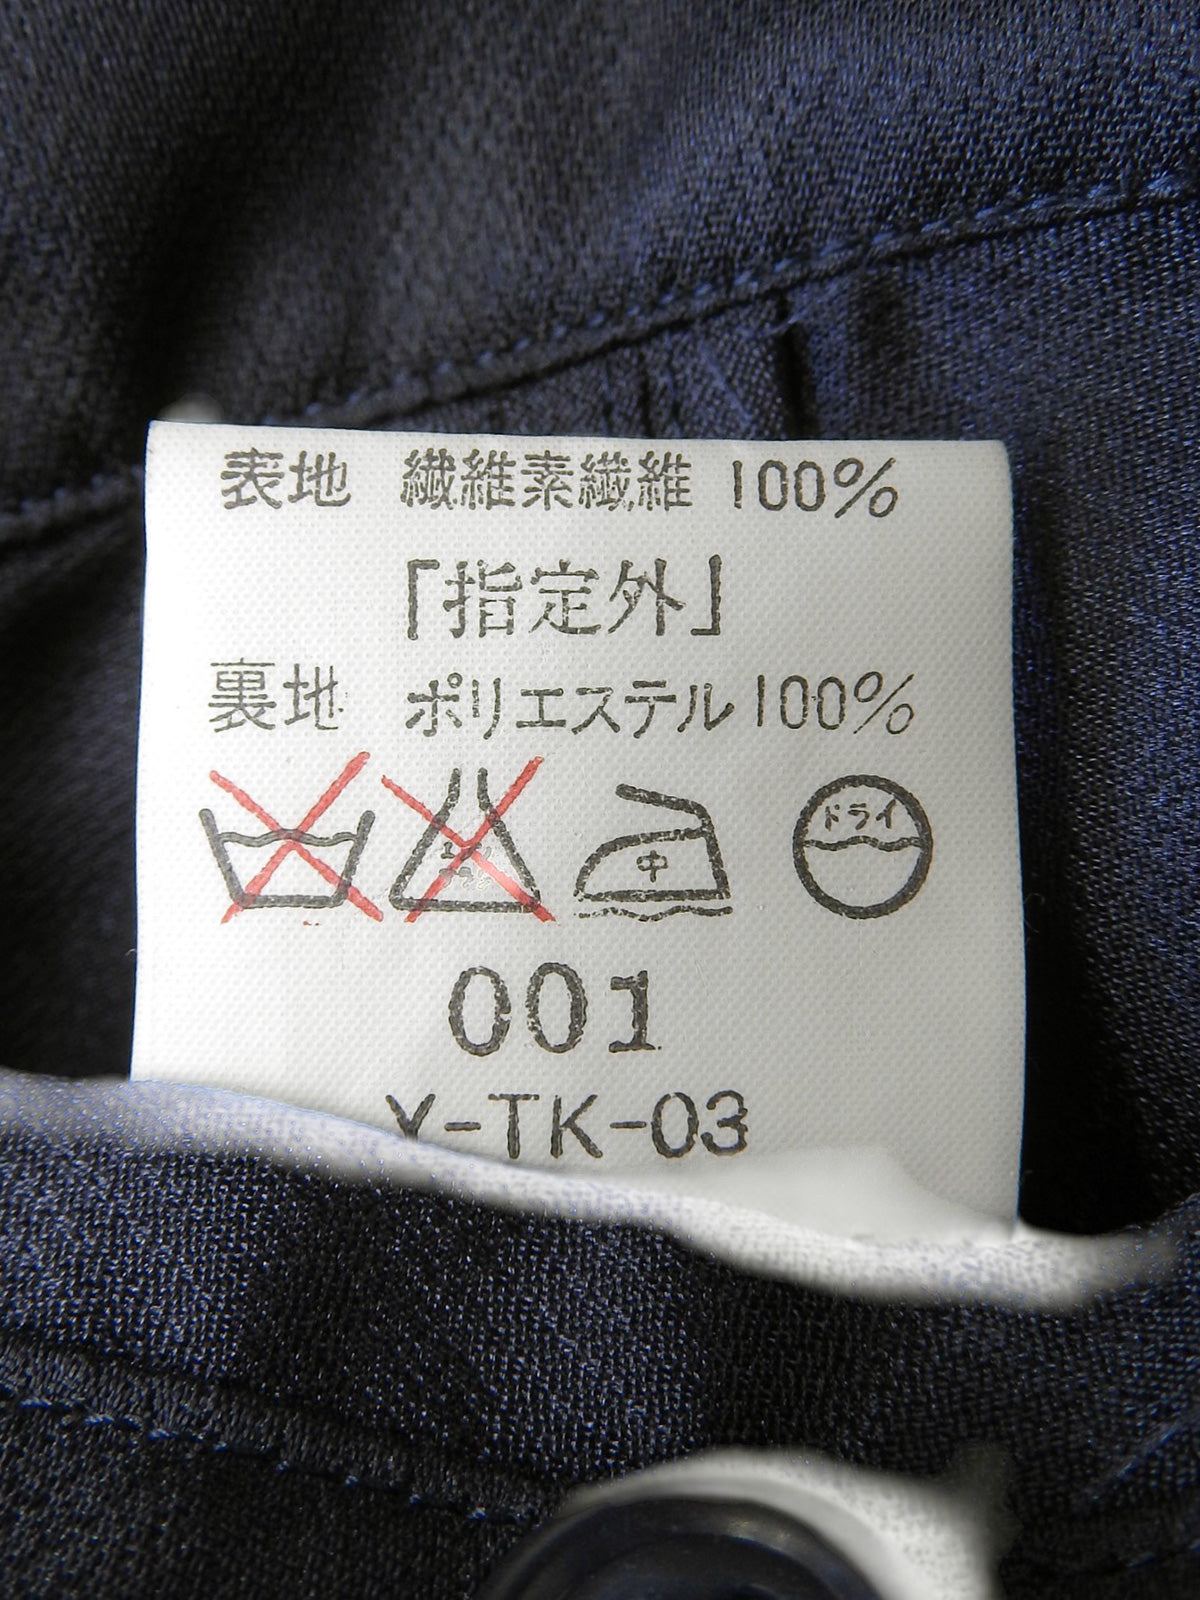 表地 繊維素繊維 100%
「指定外」
裏地 ポリエステル100%
中 ドライ
001
Y-TK-03